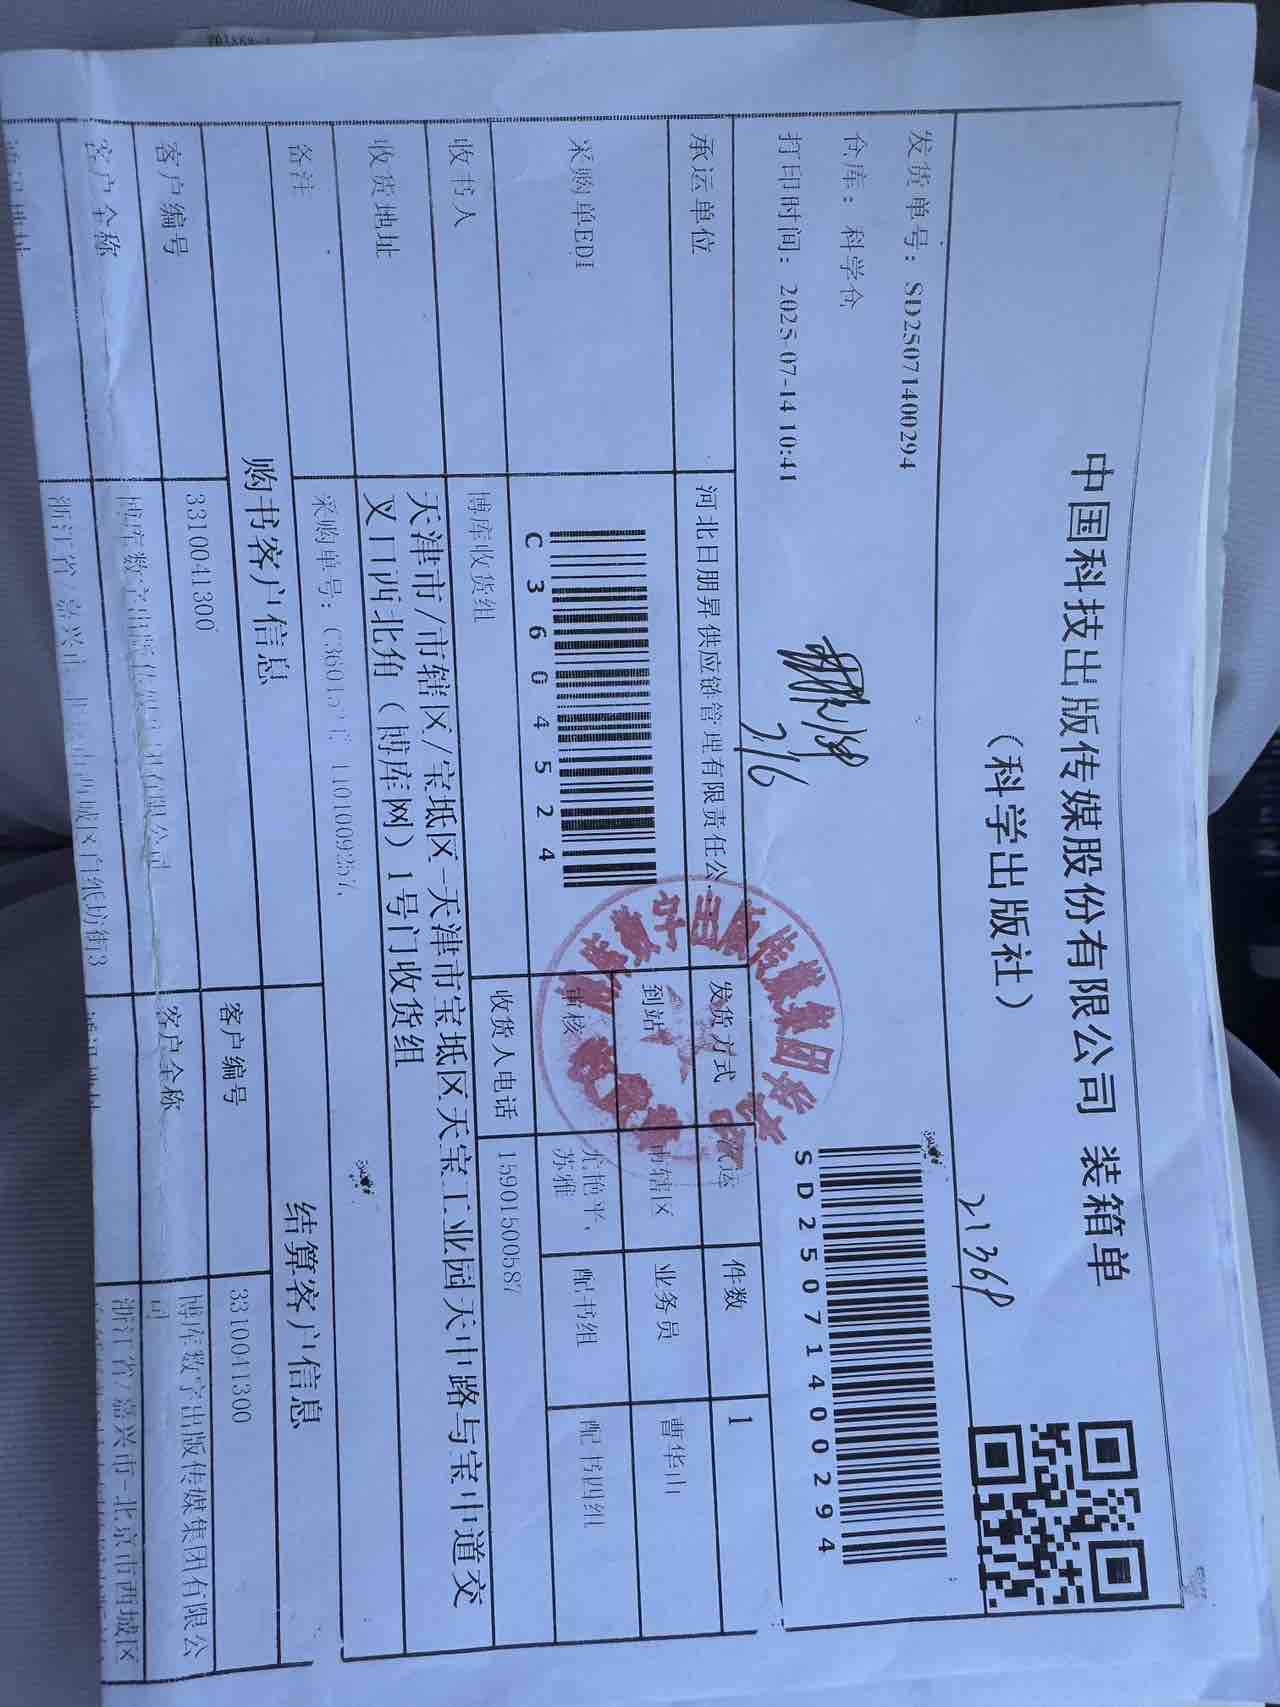 中国科技出版传媒股份有限公司 装箱单
（科学出版社）
21369
发货单号: SD25071400294
仓库: 科学仓
打印时间: 2025-07-14 10:41
SD25071400294
7/6
承运单位 河北日朋昇供应链管理有限责任公 发货方式 件数 1
采购单EDI C3604524 到站 市辖区 业务员 曹华山
审核 苏雅 配书组 配书四组
收书人 博库收货组 收货人电话 15901500587
收货地址 天津市/市辖区/宝坻区-天津市宝坻区天宝工业园天中路与宝中道交
叉口西北角（博库网）1号门收货组
备注 采购单号:
购书客户信息 结算客户信息
客户编号 3310041300 客户编号 3310041300
客户全称 博库数字出版传媒集团有限公司 客户全称 博库数字出版传媒集团有限公
司
浙江省/嘉兴市 西城区白纸坊街3 浙江省/嘉兴市-北京市西城区